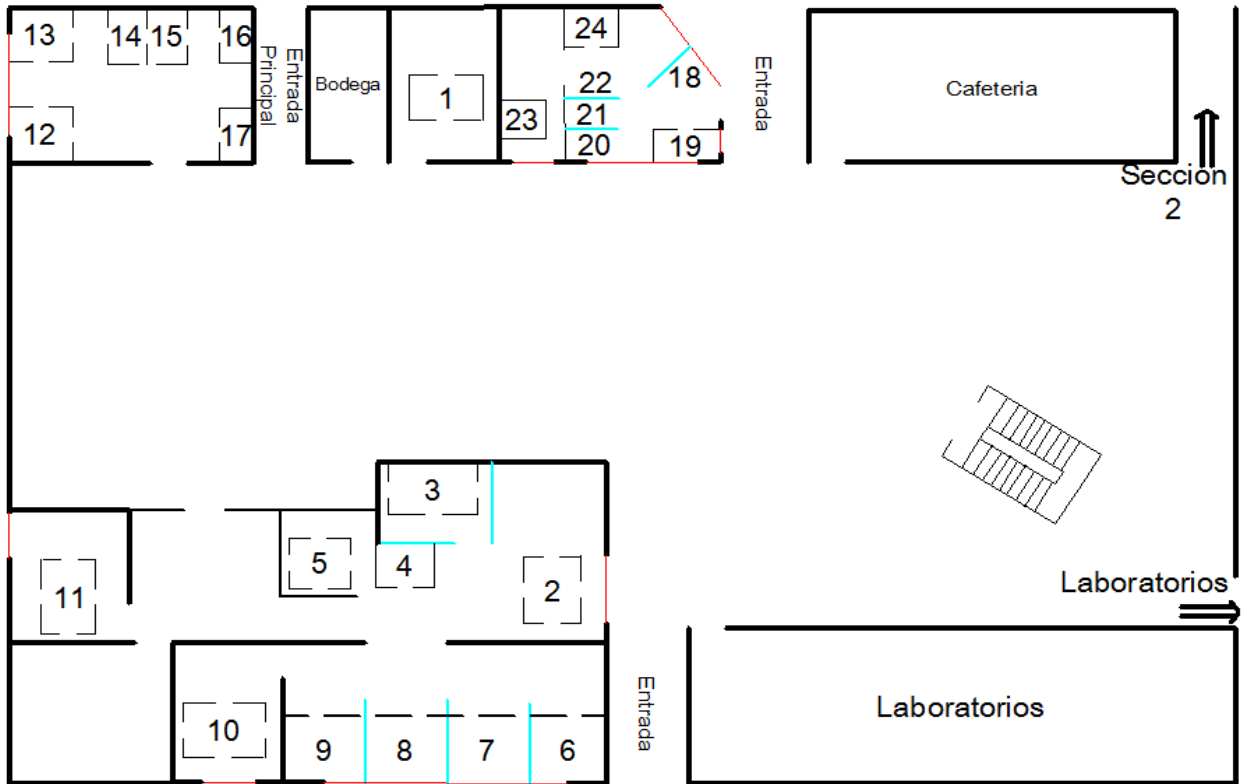 13
14
15
16
Entrada
Principal
Bodega
1
24
22
18
23
21
20
19
Entrada
Cafeteria
12
17
Sección
2
3
5
4
2
11
Laboratorios
10
9
8
7
6
Entrada
Laboratorios